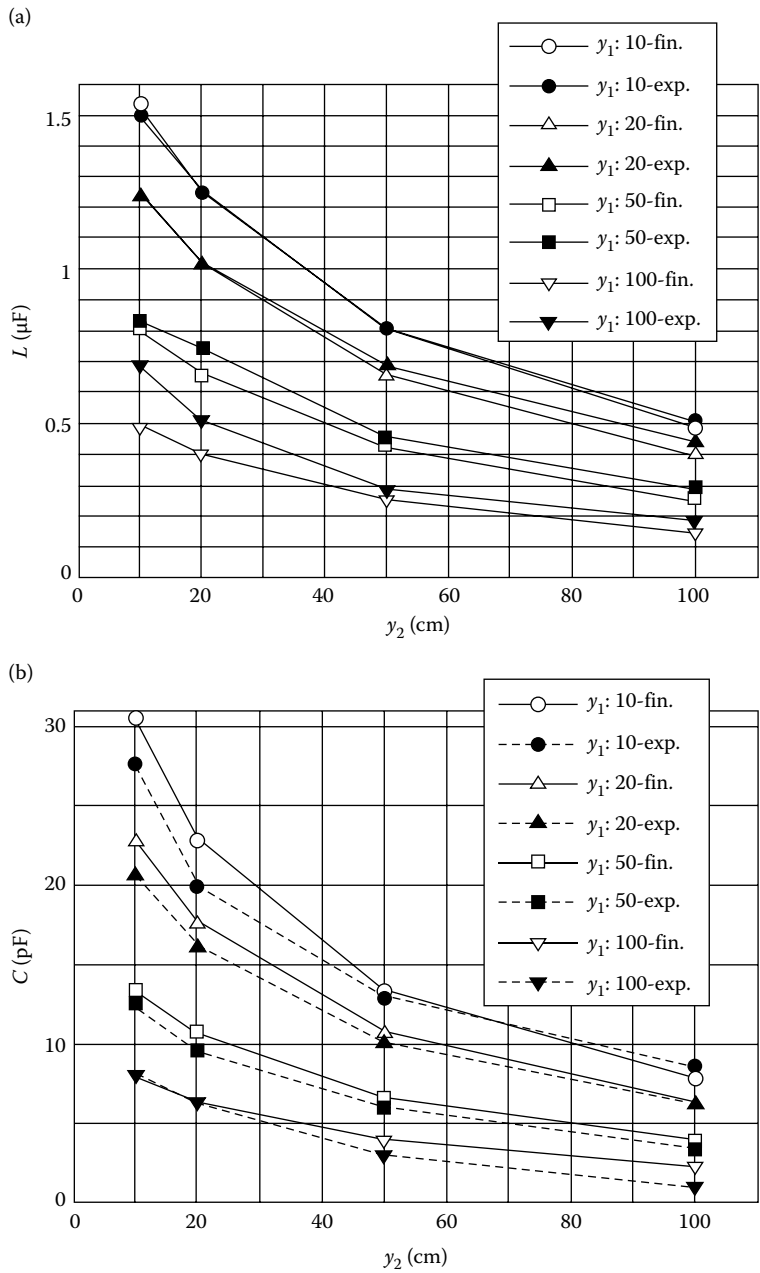 (a)
y1: 10-fin.
y1: 10-exp.
y1: 20-fin.
y1: 20-exp.
y1: 50-fin.
y1: 50-exp.
y1: 100-fin.
y1: 100-exp.
1.5
1
0.5
0
L (μF)
0 20 40 60 80 100
y2 (cm)
(b)
y1: 10-fin.
y1: 10-exp.
y1: 20-fin.
y1: 20-exp.
y1: 50-fin.
y1: 50-exp.
y1: 100-fin.
y1: 100-exp.
30
20
10
0
C (pF)
0 20 40 60 80 100
y2 (cm)